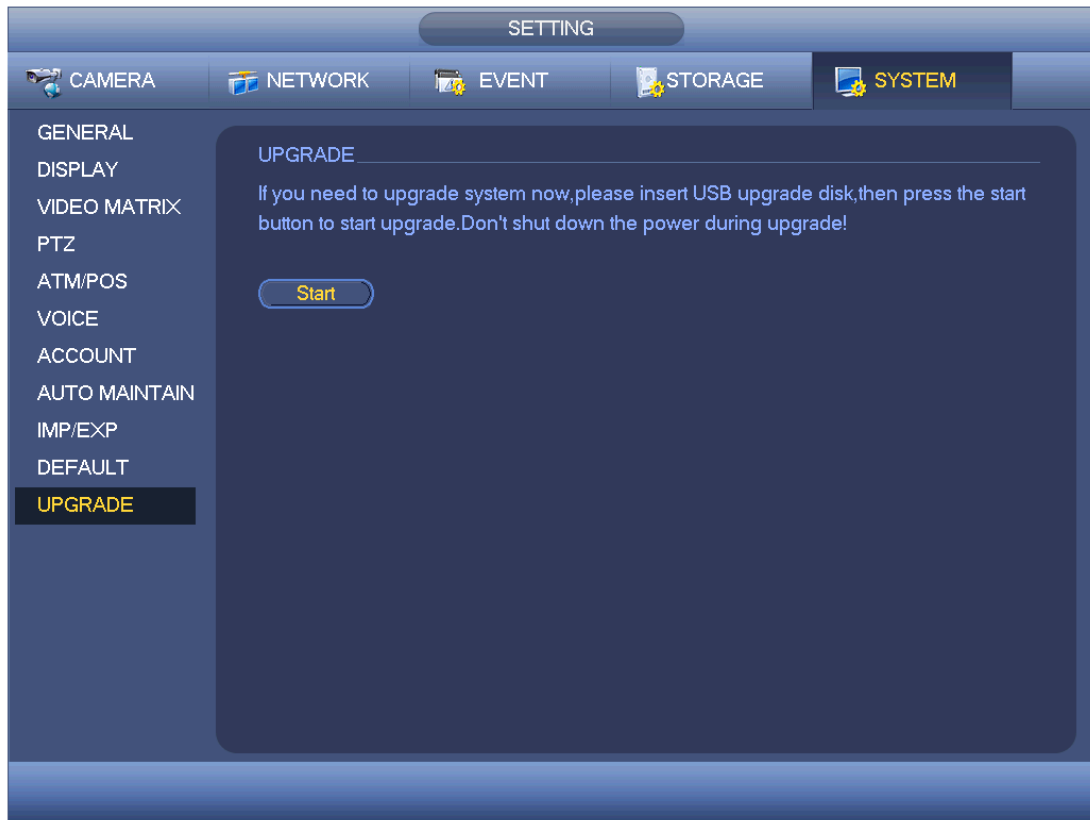 SETTING
CAMERA NETWORK EVENT STORAGE SYSTEM
GENERAL
DISPLAY
VIDEO MATRIX
PTZ
ATM/POS
VOICE
ACCOUNT
AUTO MAINTAIN
IMP/EXP
DEFAULT
UPGRADE
UPGRADE
If you need to upgrade system now,please insert USB upgrade disk,then press the start
button to start upgrade.Don't shut down the power during upgrade!
Start